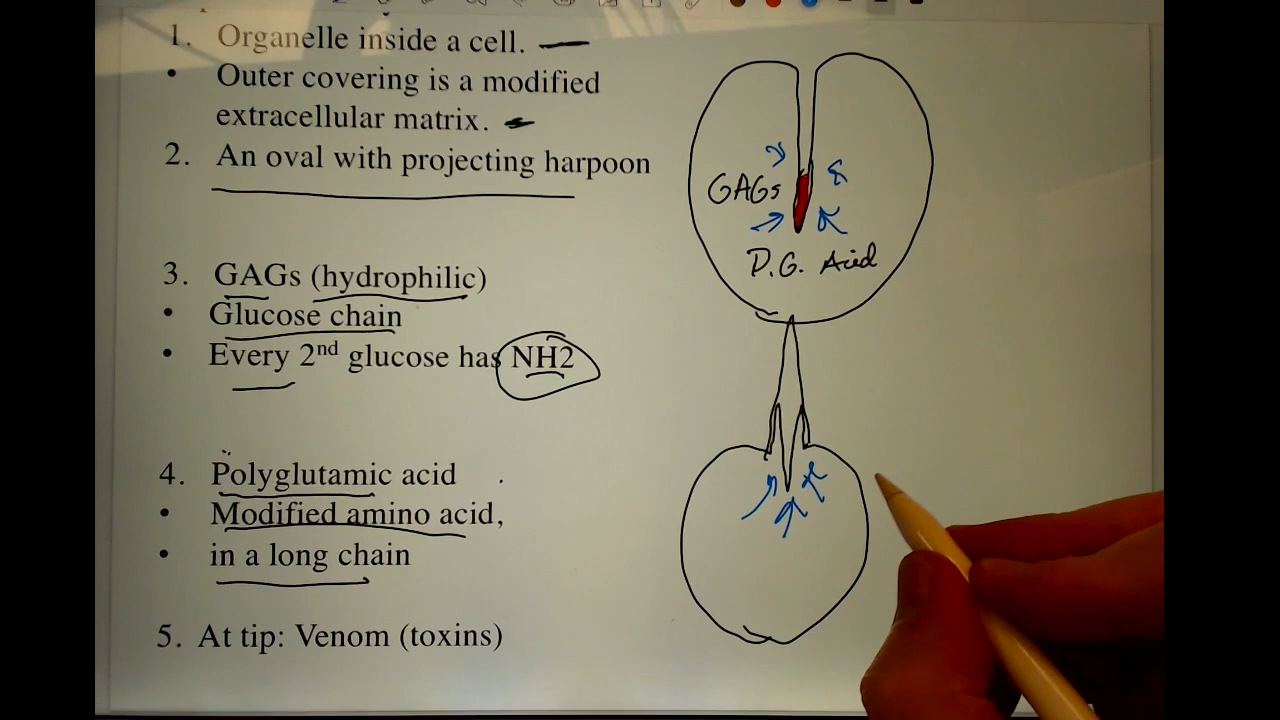 1. Organelle inside a cell.
• Outer covering is a modified
extracellular matrix.
2. An oval with projecting harpoon
3. GAGs (hydrophilic)
• Glucose chain
• Every 2nd glucose has NH2
4. Polyglutamic acid
• Modified amino acid,
• in a long chain
5. At tip: Venom (toxins)
GAGs
P.G. Acid